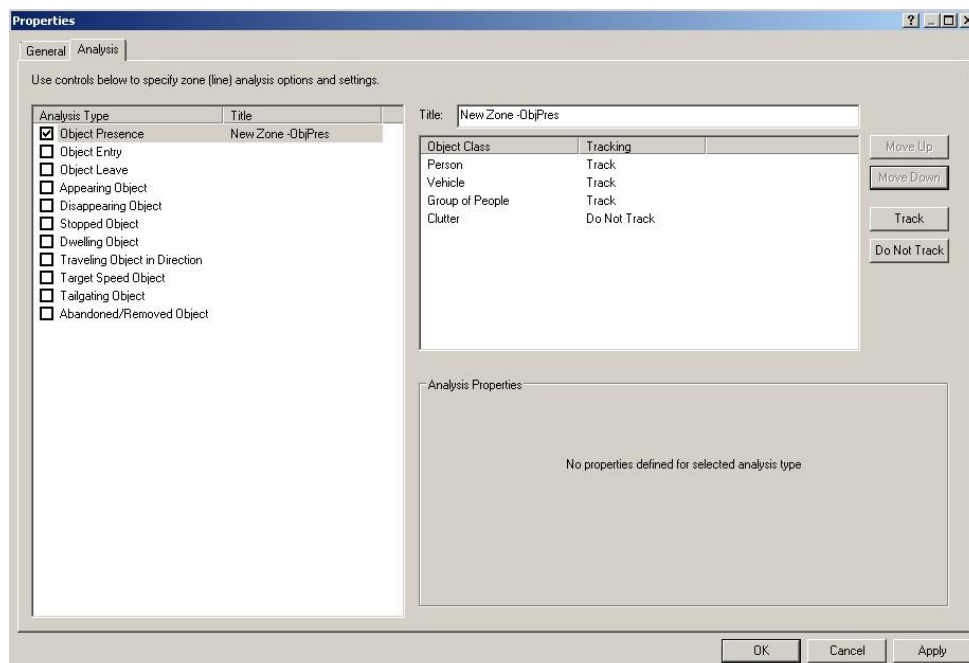 Properties
General Analysis
Use controls below to specify zone (line) analysis options and settings.
Analysis Type Title
Object Presence New Zone -ObjPres
Object Entry
Object Leave
Appearing Object
Disappearing Object
Stopped Object
Dwelling Object
Traveling Object in Direction
Target Speed Object
Tailgating Object
Abandoned/Removed Object
Title: New Zone -ObjPres
Object Class Tracking
Person Track
Vehicle Track
Group of People Track
Clutter Do Not Track
Move Up
Move Down
Track
Do Not Track
Analysis Properties
No properties defined for selected analysis type
OK Cancel Apply